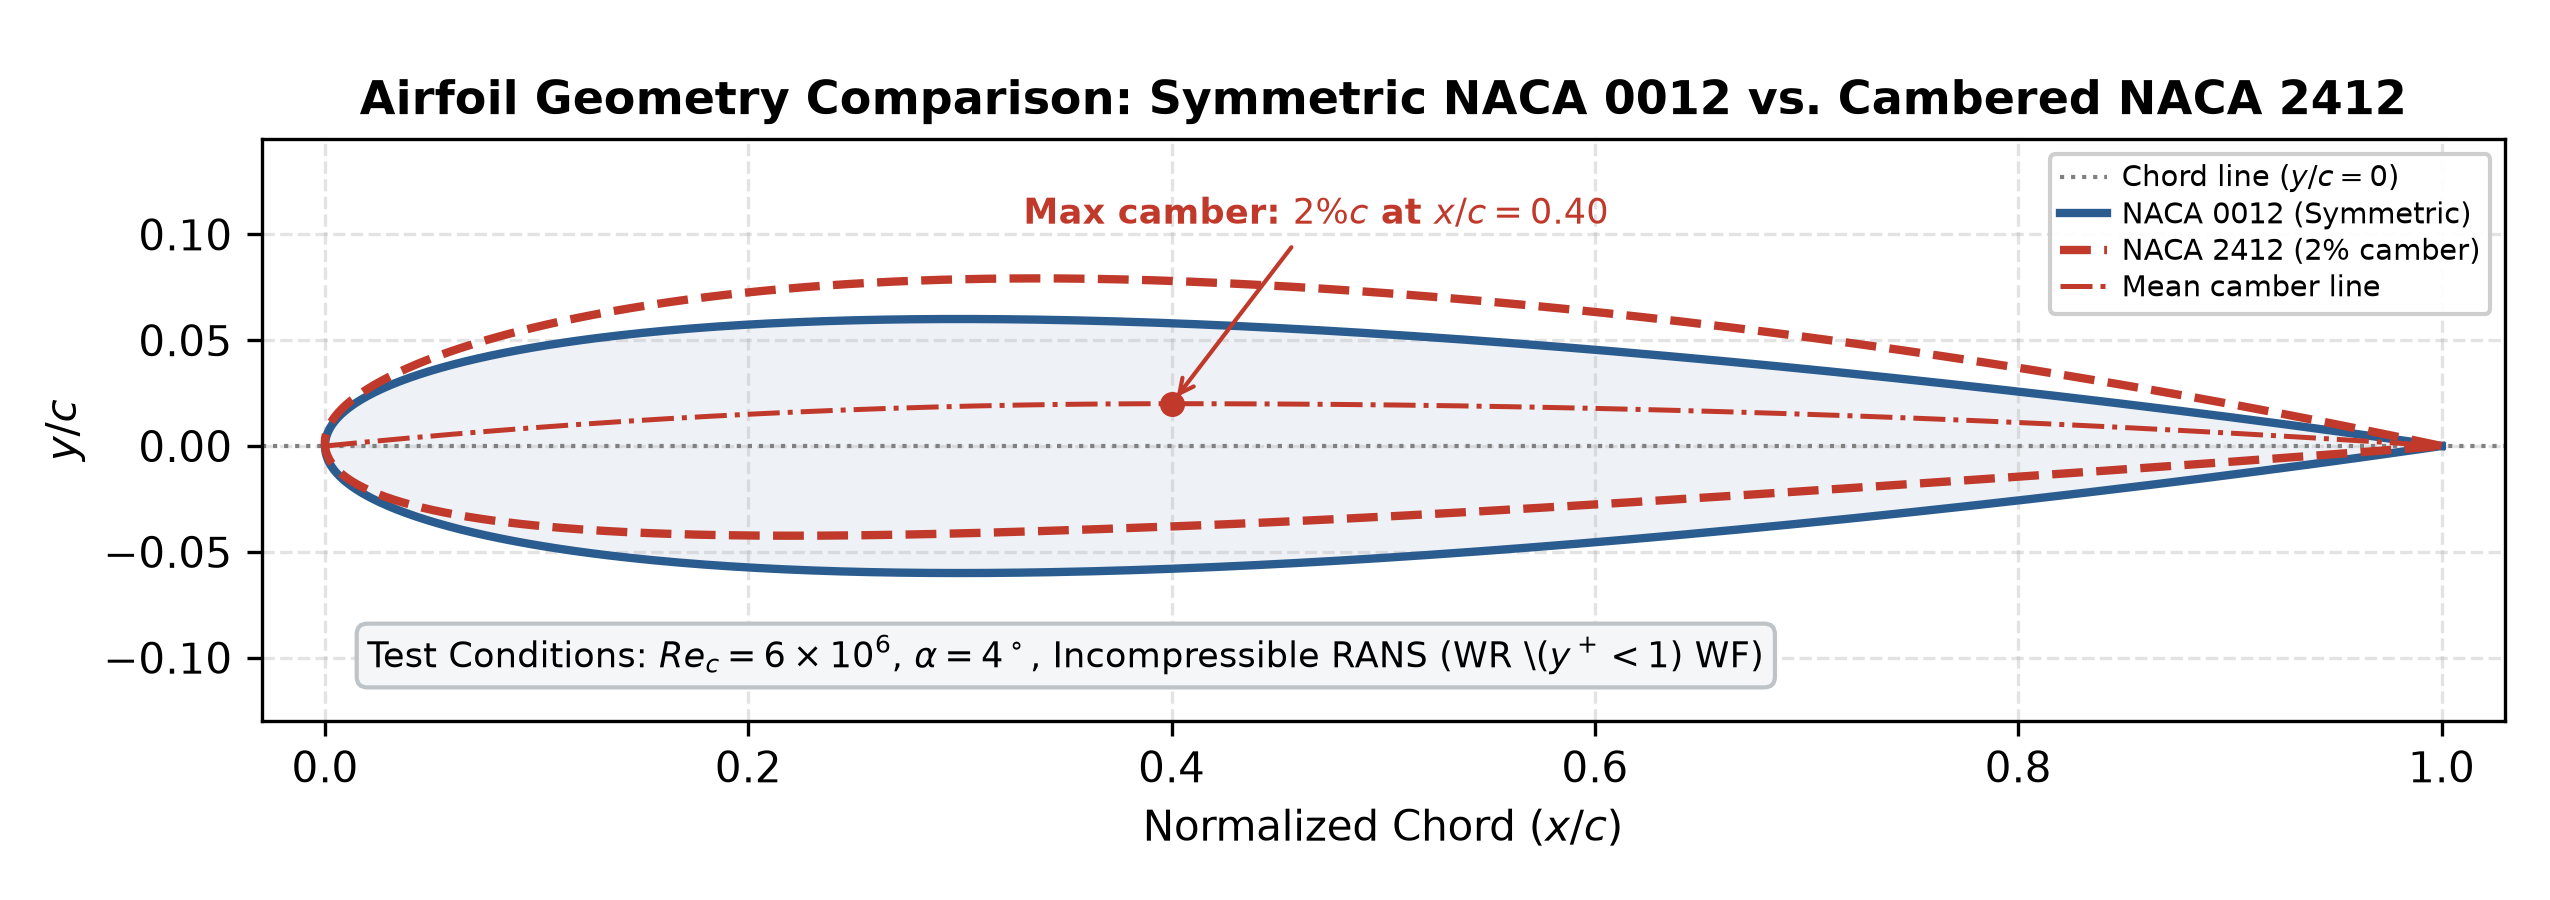 Airfoil Geometry Comparison: Symmetric NACA 0012 vs. Cambered NACA 2412
Max camber: 2%c at x/c = 0.40
Chord line (y/c = 0)
NACA 0012 (Symmetric)
NACA 2412 (2% camber)
Mean camber line
y/c
0.10
0.05
0.00
−0.05
−0.10
Test Conditions: Re_c = 6 × 10⁶, α = 4°, Incompressible RANS (WR \(y⁺ < 1) WF)
0.0 0.2 0.4 0.6 0.8 1.0
Normalized Chord (x/c)